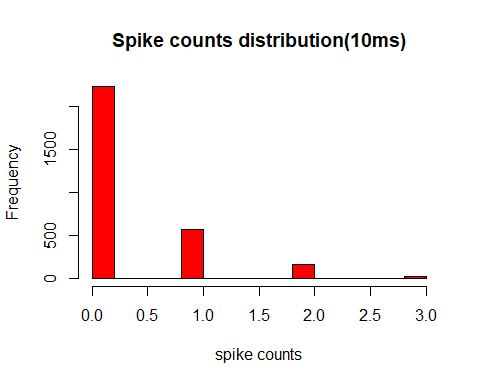 Spike counts distribution(10ms)
Frequency
1500
500
0
0.0 0.5 1.0 1.5 2.0 2.5 3.0
spike counts